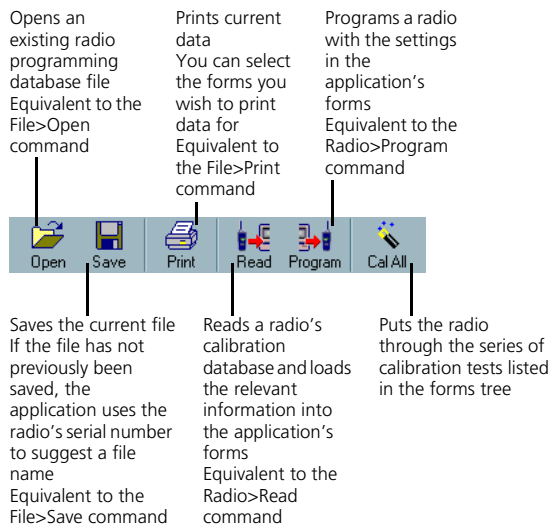 Opens an
existing radio
programming
database file
Equivalent to the
File>Open
command
Prints current
data
You can select
the forms you
wish to print
data for
Equivalent to
the File>Print
command
Programs a radio
with the settings
in the
application's
forms
Equivalent to the
Radio>Program
command
Open Save Print Read Program Cal All
Saves the current file
If the file has not
previously been
saved, the
application uses the
radio's serial number
to suggest a file
name
Equivalent to the
File>Save command
Reads a radio's
calibration
database and loads
the relevant
information into
the application's
forms
Equivalent to the
Radio>Read
command
Puts the radio
through the series of
calibration tests listed
in the forms tree